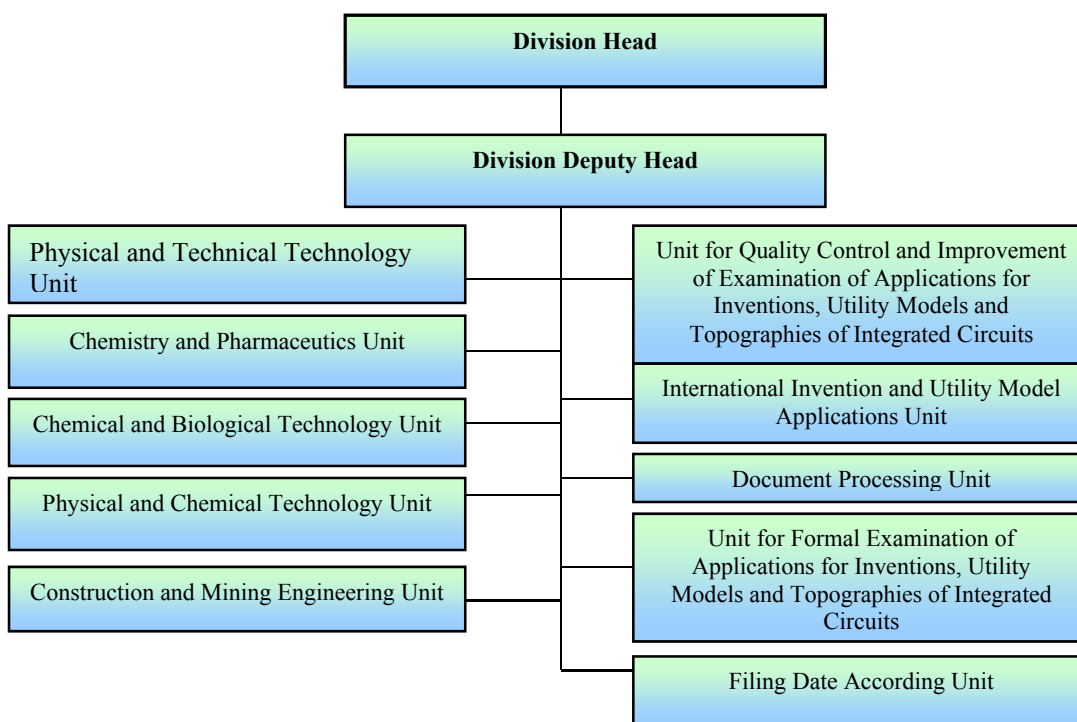 Division Head
Division Deputy Head
Physical and Technical Technology
Unit
Chemistry and Pharmaceutics Unit
Chemical and Biological Technology Unit
Physical and Chemical Technology Unit
Construction and Mining Engineering Unit
Unit for Quality Control and Improvement
of Examination of Applications for
Inventions, Utility Models and
Topographies of Integrated Circuits
International Invention and Utility Model
Applications Unit
Document Processing Unit
Unit for Formal Examination of
Applications for Inventions, Utility
Models and Topographies of Integrated
Circuits
Filing Date According Unit